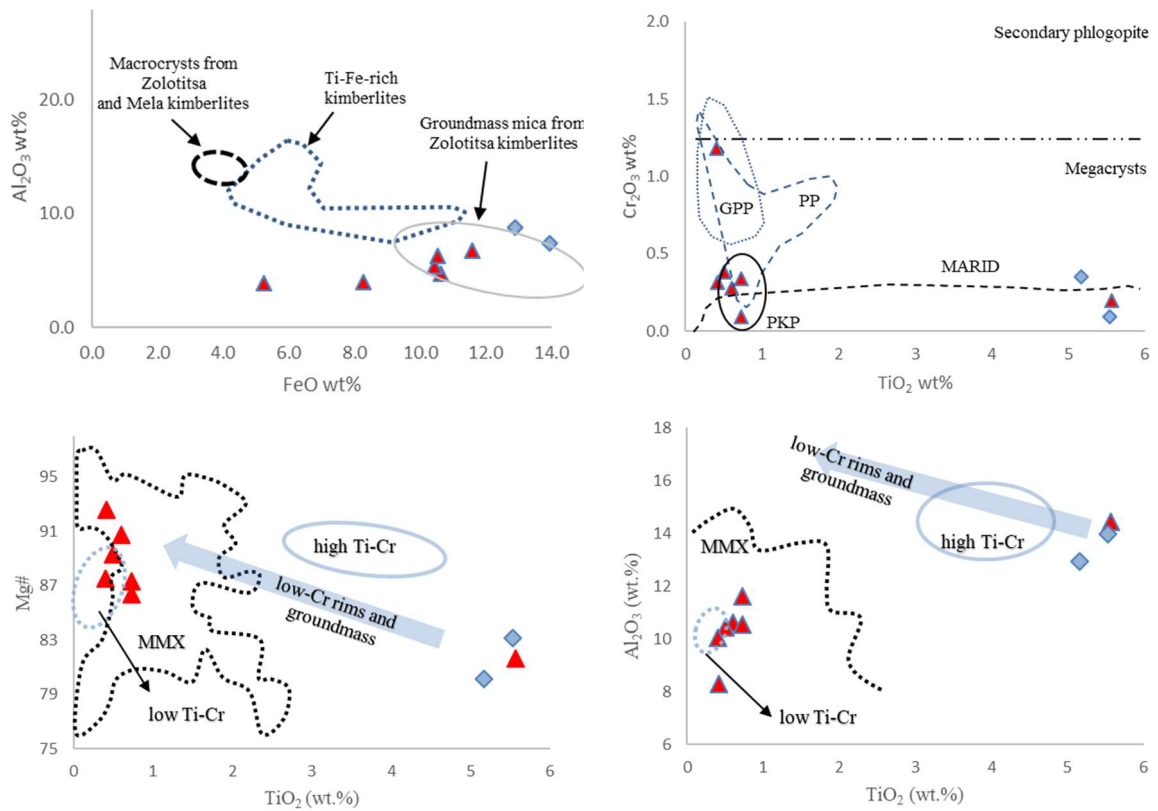 Al₂O₃ wt%
20.0
10.0
0.0
0.0
2.0
4.0
6.0
8.0
10.0
12.0
14.0
FeO wt%
Macrocrysts from
Zolotitsa
and Mela kimberlites
Ti-Fe-rich
kimberlites
Groundmass mica from
Zolotitsa kimberlites
Cr₂O₃ wt%
2.0
1.5
1.0
0.5
0.0
0
1
2
3
4
5
6
TiO₂ wt%
Secondary phlogopite
Megacrysts
GPP
PP
MARID
PKP
Mg#
95
91
87
83
79
75
0
1
2
3
4
5
6
TiO₂ (wt.%)
high Ti-Cr
low-Cr rims and
groundmass
MMX
low Ti-Cr
Al₂O₃ (wt.%)
18
16
14
12
10
8
6
0
1
2
3
4
5
6
TiO₂ (wt.%)
low-Cr rims and
groundmass
MMX
high Ti-Cr
low Ti-Cr